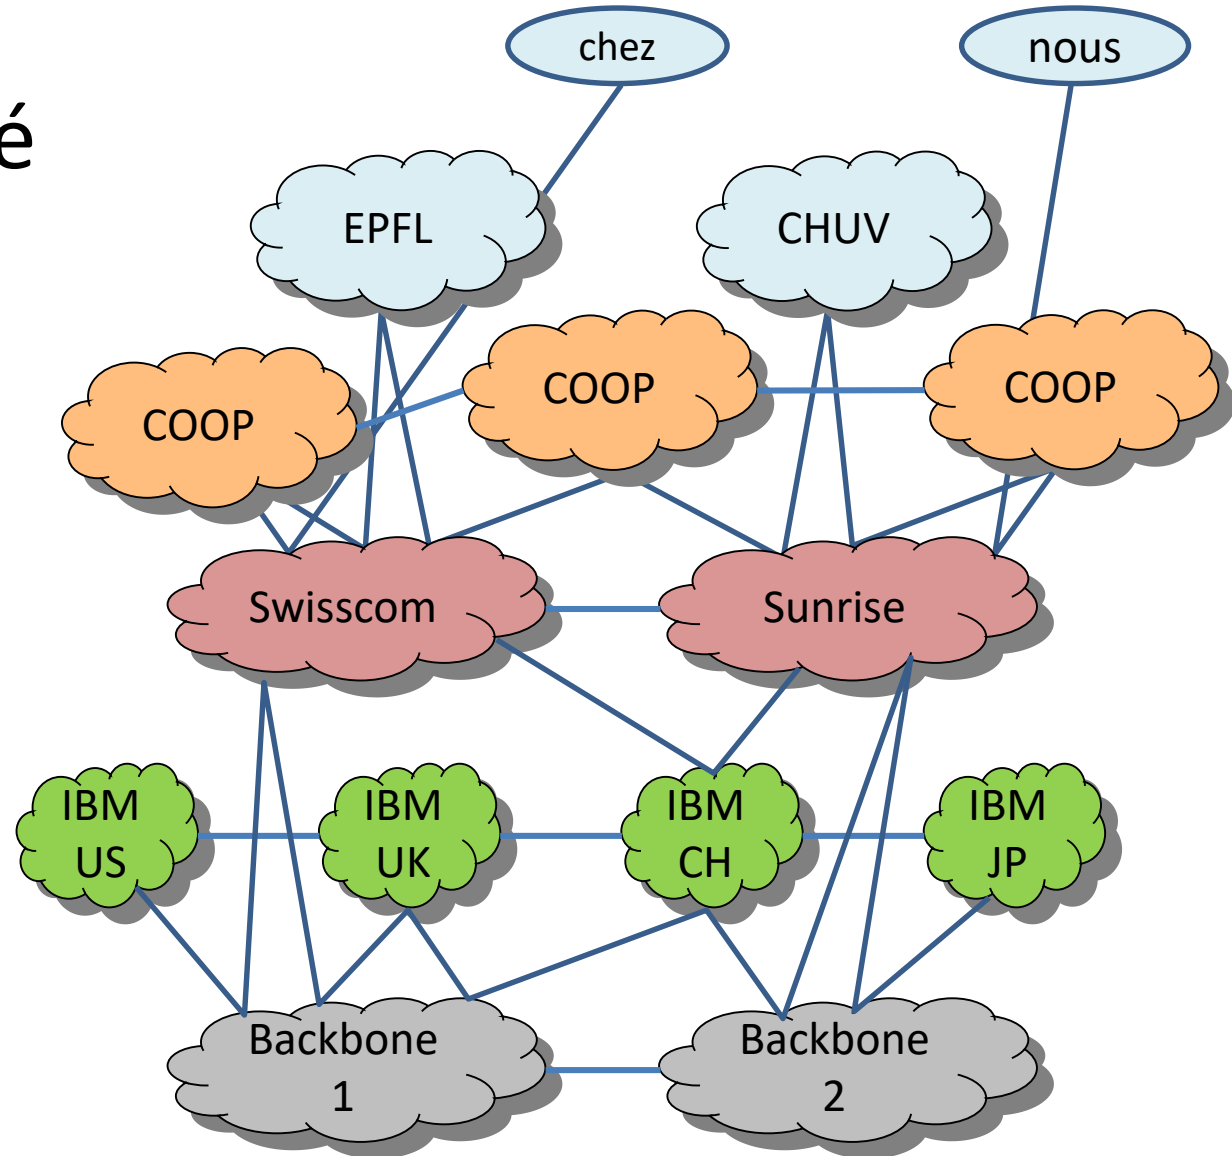 chez
nous
é
EPFL
CHUV
COOP
COOP
COOP
Swisscom
Sunrise
IBM
US
IBM
UK
IBM
CH
IBM
JP
Backbone
1
Backbone
2